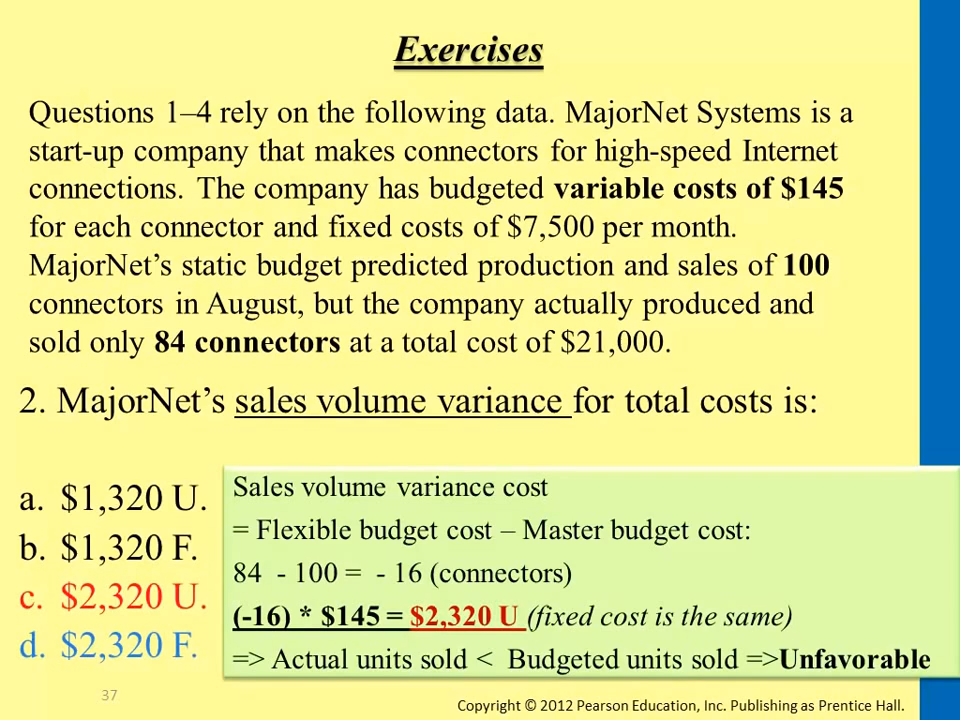 Exercises
Questions 1–4 rely on the following data. MajorNet Systems is a
start-up company that makes connectors for high-speed Internet
connections. The company has budgeted variable costs of $145
for each connector and fixed costs of $7,500 per month.
MajorNet’s static budget predicted production and sales of 100
connectors in August, but the company actually produced and
sold only 84 connectors at a total cost of $21,000.
2. MajorNet’s sales volume variance for total costs is:
a. $1,320 U.
b. $1,320 F.
c. $2,320 U.
d. $2,320 F.
Sales volume variance cost
= Flexible budget cost – Master budget cost:
84 - 100 = - 16 (connectors)
(-16) * $145 = $2,320 U (fixed cost is the same)
=> Actual units sold < Budgeted units sold =>Unfavorable
37
Copyright © 2012 Pearson Education, Inc. Publishing as Prentice Hall.